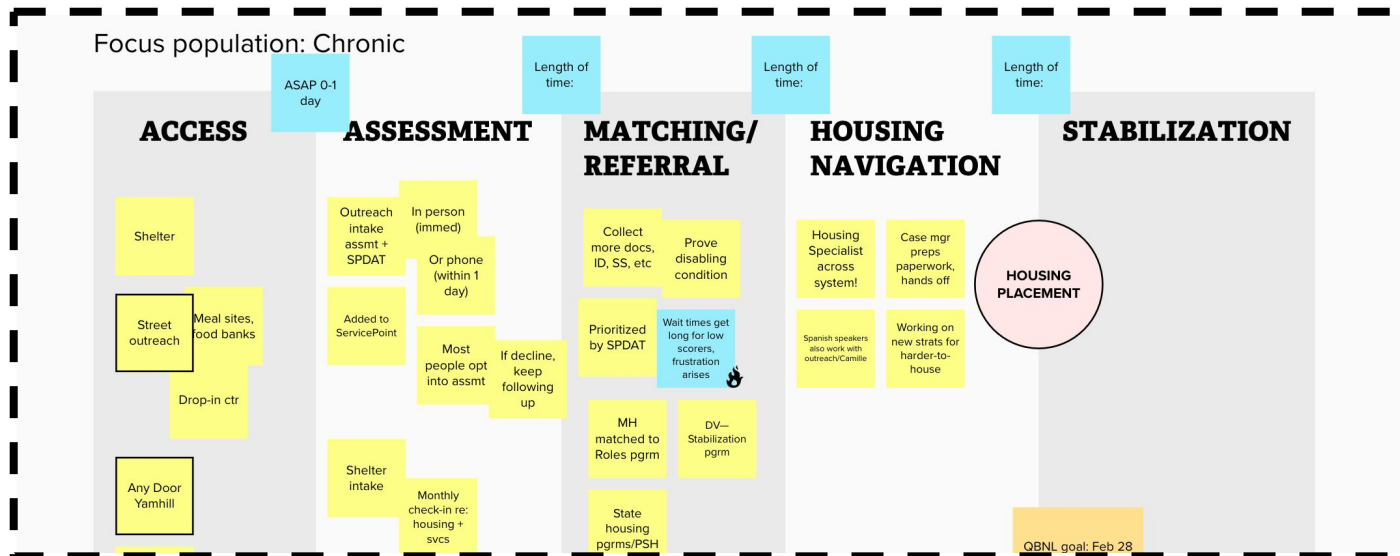 Focus population: Chronic
ASAP 0-1
day
Length of
time:
Length of
time:
Length of
time:
ACCESS
Shelter
Street
outreach
Meal sites,
food banks
Drop-in ctr
Any Door
Yamhill
ASSESSMENT
Outreach
intake
assmt +
SPDAT
In person
(immed)
Or phone
(within 1
day)
Added to
ServicePoint
Most
people opt
into assmt
If decline,
keep
following
up
Shelter
intake
Monthly
check-in re:
housing +
svcs
MATCHING/
REFERRAL
Collect
more docs,
ID, SS, etc
Prove
disabling
condition
Prioritized
by SPDAT
Wait times get
long for low
scorers,
frustration
arises
MH
matched to
Roles pgrm
DV—
Stabilization
pgrm
State
housing
pgrms/PSH
HOUSING
NAVIGATION
Housing
Specialist
across
system!
Case mgr
preps
paperwork,
hands off
Spanish speakers
also work with
outreach/Camille
Working on
new strats for
harder-to-
house
HOUSING
PLACEMENT
STABILIZATION
QBNL goal: Feb 28